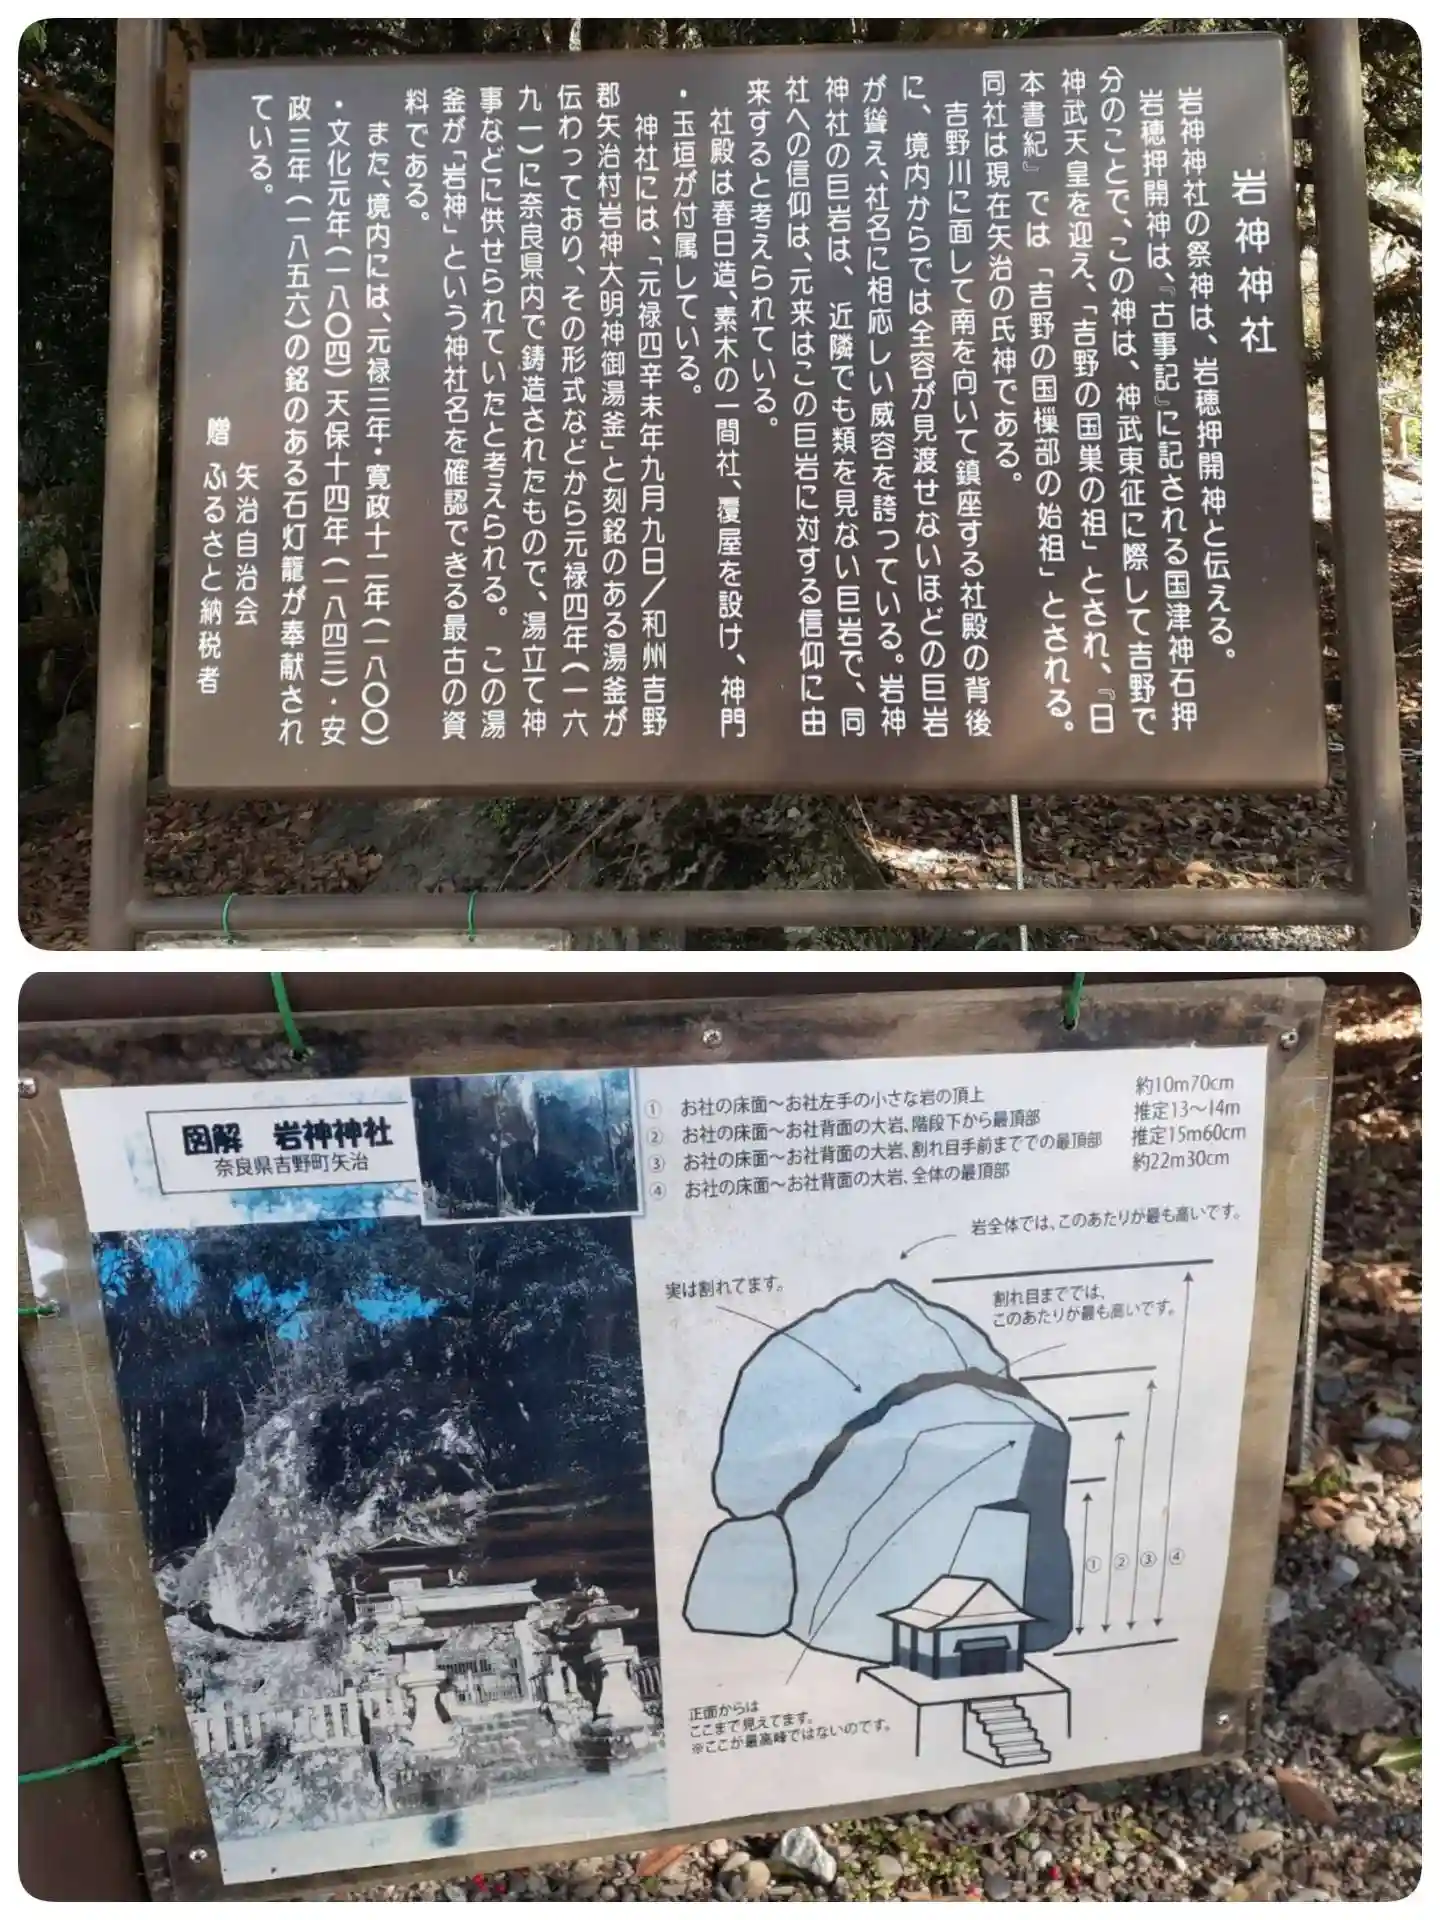 岩神神社
岩神神社の祭神は、岩穂押開神と伝える。
岩穂押開神は、『古事記』に記される国津神石押
分のことで、この神は、神武東征に際して吉野で
神武天皇を迎え、「吉野の国巣の祖」とされ、『日
本書紀』では「吉野の国樔部の始祖」とされる。
同社は現在矢治の氏神である。
吉野川に面して南を向いて鎮座する社殿の背後
に、境内からでは全容が見渡せないほどの巨岩
が聳え、社名に相応しい威容を誇っている。岩神
神社の巨岩は、近隣でも類を見ない巨岩で、同
社への信仰は、元来はこの巨岩に対する信仰に由
来すると考えられている。
社殿は春日造、素木の一間社、覆屋を設け、神門
・玉垣が付属している。
神社には、「元禄四辛未年九月九日/和州吉野
郡矢治村岩神大明神御湯釜」と刻銘のある湯釜が
伝わっており、その形式などから元禄四年(一六
九一)に奈良県内で鋳造されたもので、湯立て神
事などに供せられていたと考えられる。この湯
釜が「岩神」という神社名を確認できる最古の資
料である。
また、境内には、元禄三年・寛政十二年(一八〇〇)
・文化元年(一八〇四)天保十四年(一八四三)・安
政三年(一八五六)の銘のある石灯籠が奉献され
ている。
矢治自治会
贈 ふるさと納税者
図解 岩神神社
奈良県吉野町矢治
① お社の床面～お社左手の小さな岩の頂上 約10m70cm
② お社の床面～お社背面の大岩、階段下から最頂部 推定13～14m
③ お社の床面～お社背面の大岩、割れ目手前まででの最頂部 推定15m60cm
④ お社の床面～お社背面の大岩、全体の最頂部 約22m30cm
岩全体では、このあたりが最も高いです。
実は割れてます。
割れ目まででは、
このあたりが最も高いです。
① ② ③ ④
正面からは
ここまで見えてます。
※ここが最高峰ではないのです。